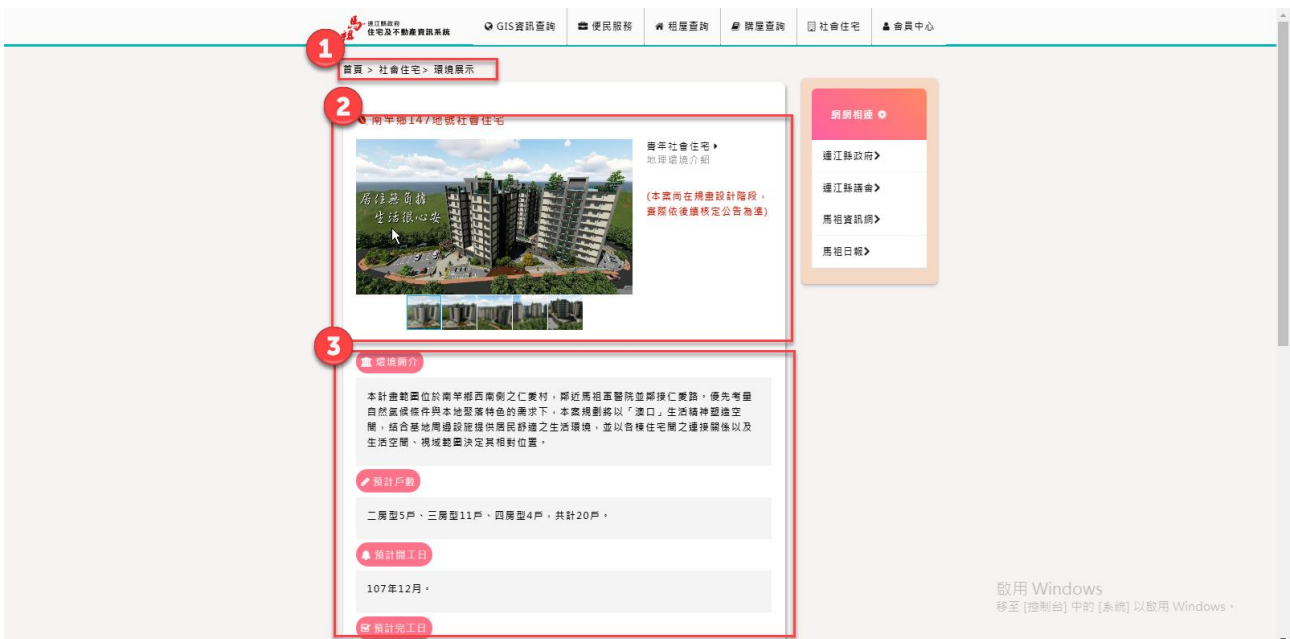 馬祖 連江縣政府
住宅及不動產資訊系統
GIS資訊查詢
便民服務
租屋查詢
購屋查詢
社會住宅
會員中心
1
首頁 > 社會住宅> 環境展示
2
南竿鄉147地號社會住宅
居住無負擔
生活很心安
青年社會住宅
地理環境介紹
(本案尚在規畫設計階段，
實際依後續核定公告為準)
網網相連
連江縣政府
連江縣議會
馬祖資訊網
馬祖日報
3
環境簡介
本計畫範圍位於南竿鄉西南側之仁愛村，鄰近馬祖軍醫院並鄰接仁愛路。優先考量
自然氣候條件與本地聚落特色的需求下，本案規劃將以「澳口」生活精神塑造空
間，結合基地周邊設施提供居民舒適之生活環境，並以各棟住宅間之連接關係以及
生活空間、視域範圍決定其相對位置。
預計戶數
二房型5戶、三房型11戶、四房型4戶，共計20戶。
預計開工日
107年12月。
預計完工日
啟用 Windows
移至 [控制台] 中的 [系統] 以啟用 Windows。